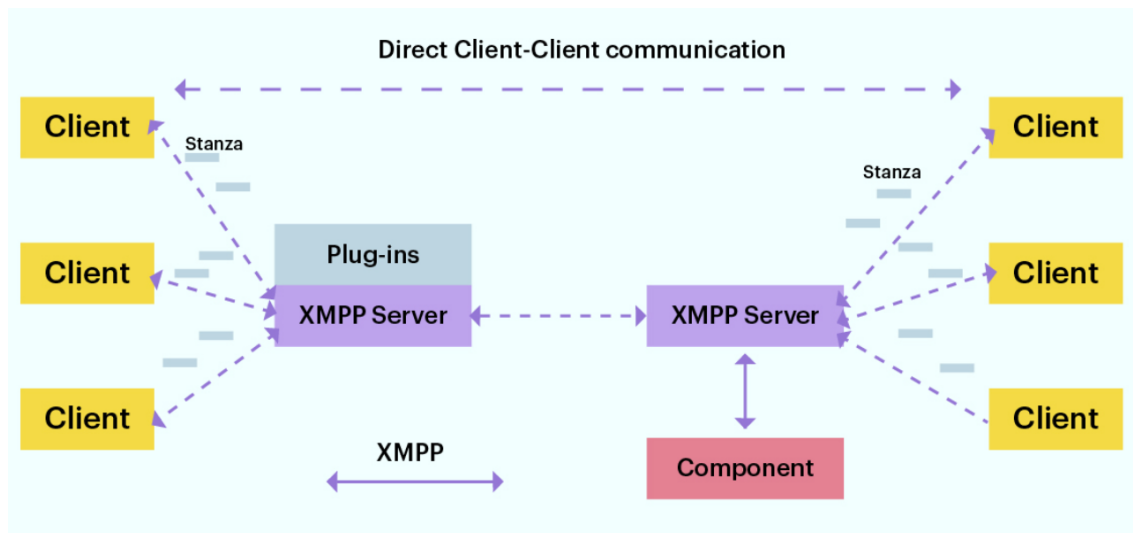 Direct Client-Client communication
Client
Client
Stanza
Stanza
Plug-ins
Client
Client
XMPP Server
XMPP Server
Client
Client
XMPP
Component